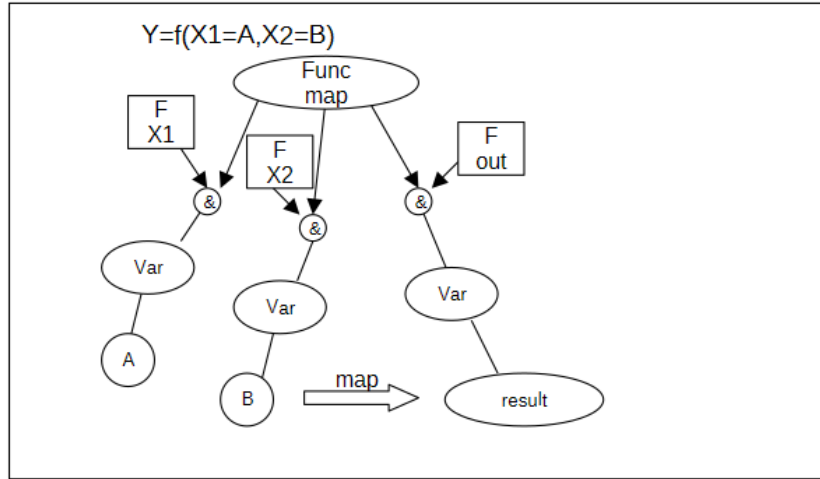 Y=f(X1=A,X2=B)
Func
map
F
X1
F
X2
F
out
&
&
&
Var
Var
Var
A
B
map
result